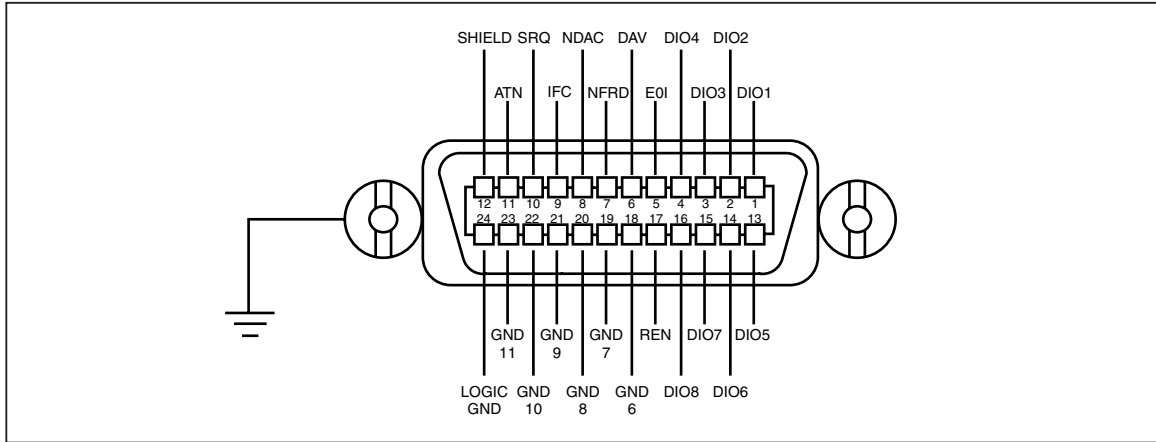 SHIELD SRQ NDAC DAV DIO4 DIO2
ATN IFC NFRD E0I DIO3 DIO1
12 11 10 9 8 7 6 5 4 3 2 1
24 23 22 21 20 19 18 17 16 15 14 13
GND GND GND REN DIO7 DIO5
11 9 7
LOGIC GND GND GND DIO8 DIO6
GND 10 8 6